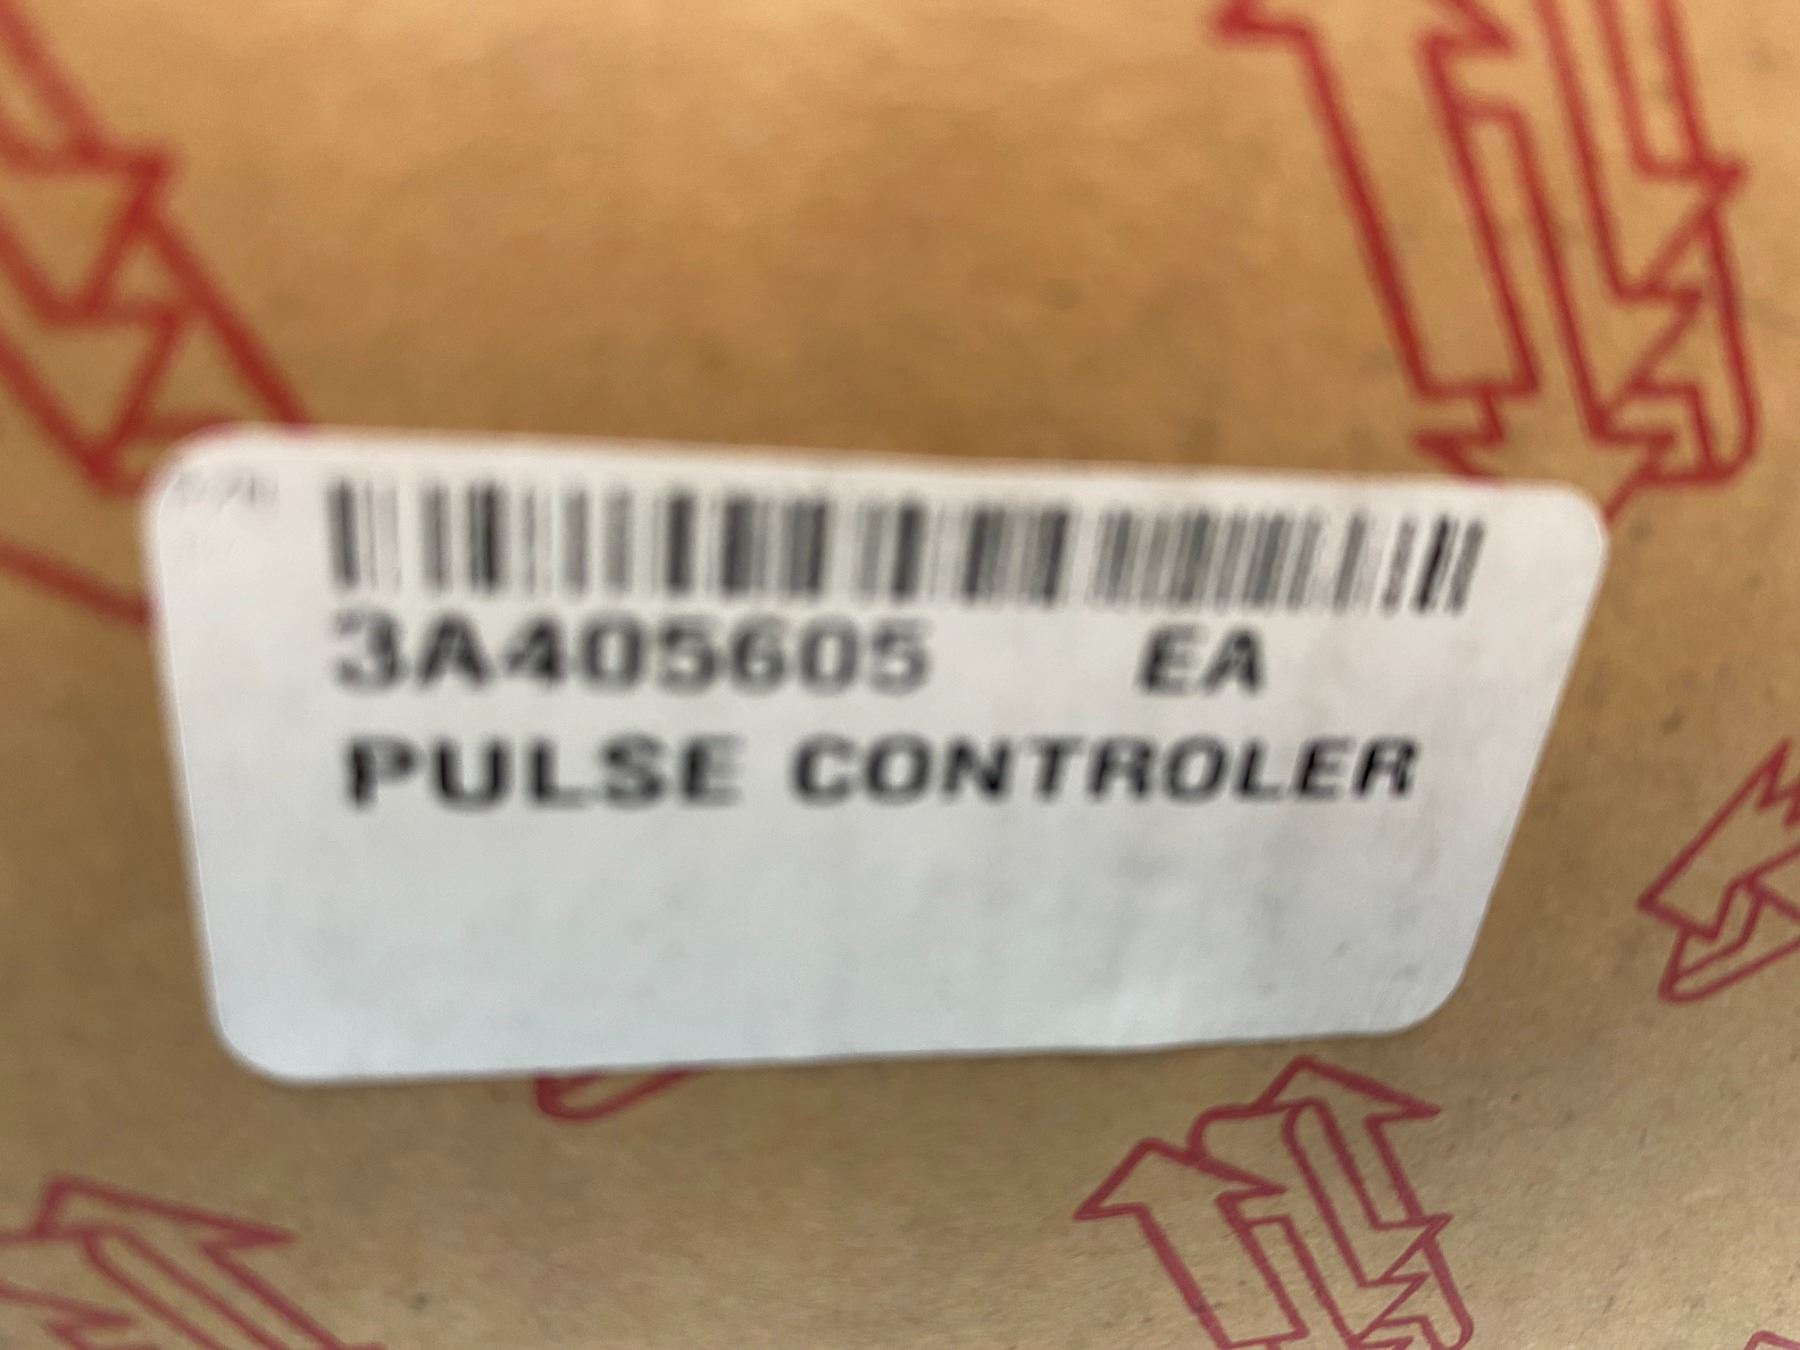 3A405605 EA
PULSE CONTROLER